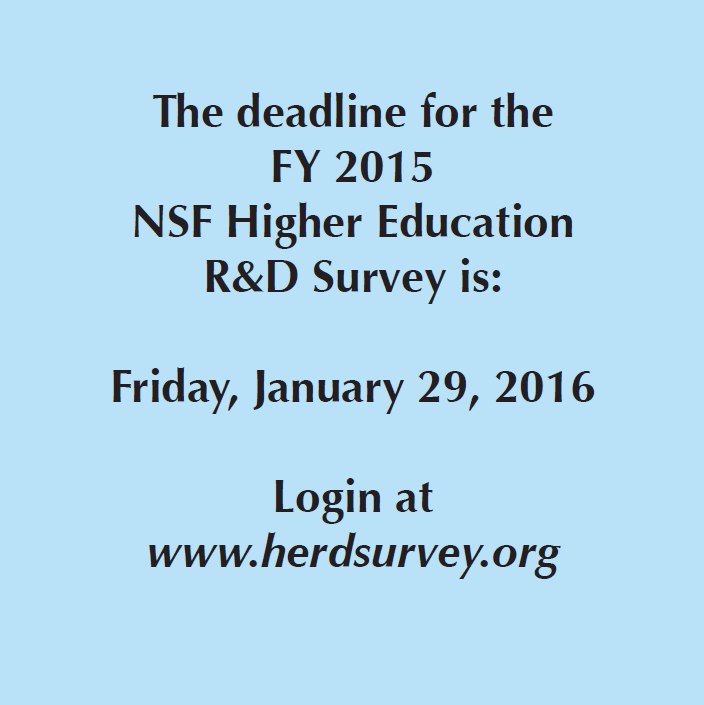 The deadline for the
FY 2015
NSF Higher Education
R&D Survey is:
Friday, January 29, 2016
Login at
www.herdsurvey.org